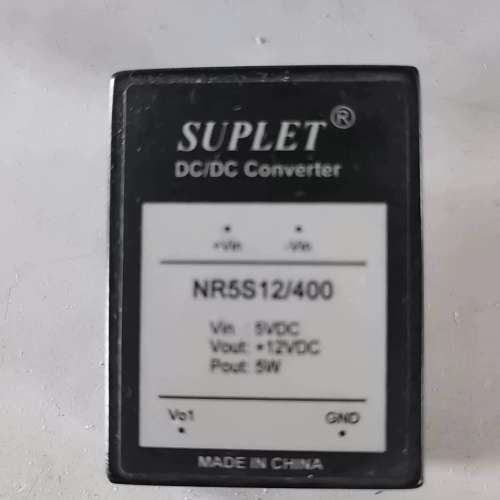 SUPLET®
DC/DC Converter
+Vin -Vin
NR5S12/400
Vin : 5VDC
Vout: +12VDC
Pout: 5W
Vo1 GND
MADE IN CHINA